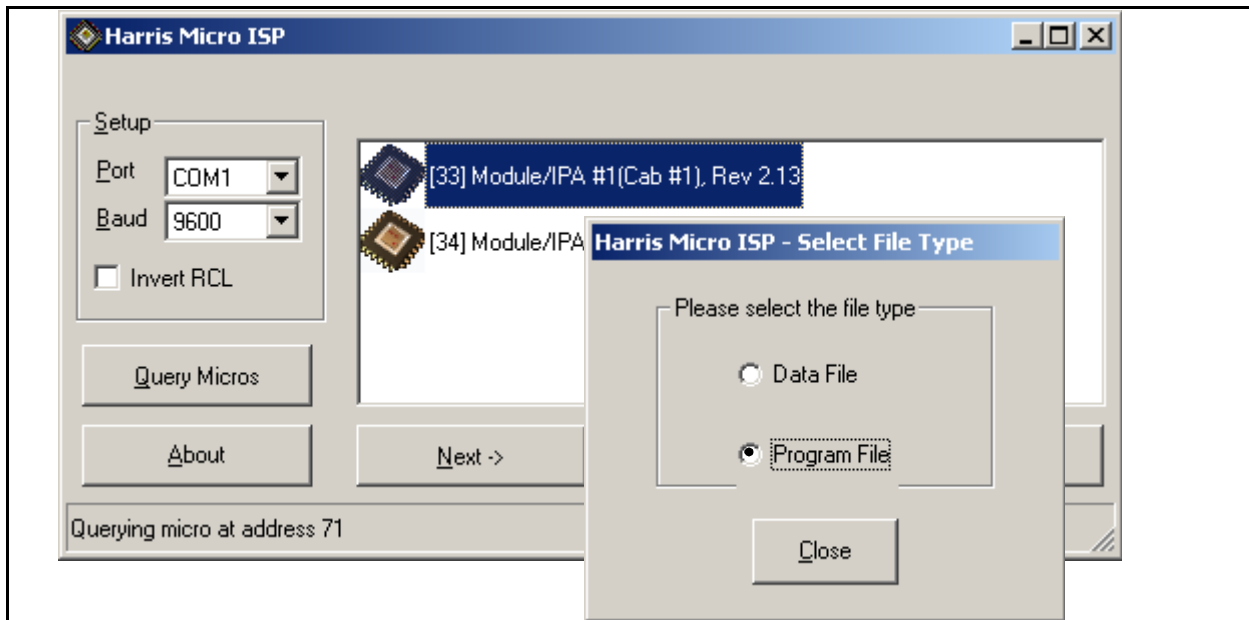 Harris Micro ISP
Setup
Port COM1
Baud 9600
Invert RCL
Query Micros
About
[33] Module/IPA #1(Cab #1), Rev 2.13
[34] Module/IPA
Next ->
Querying micro at address 71
Harris Micro ISP - Select File Type
Please select the file type
Data File
Program File
Close